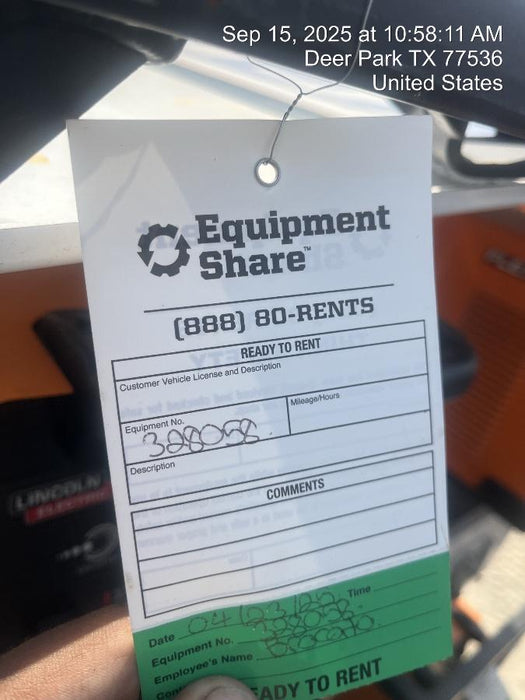 Sep 15, 2025 at 10:58:11 AM
Deer Park TX 77536
United States
Equipment
Share™
(888) 80-RENTS
READY TO RENT
Customer Vehicle License and Description
Equipment No. Mileage/Hours
328058
Description
COMMENTS
Date Time
Equipment No. 328058
Employee's Name
READY TO RENT
LINCOLN
ELECTRIC